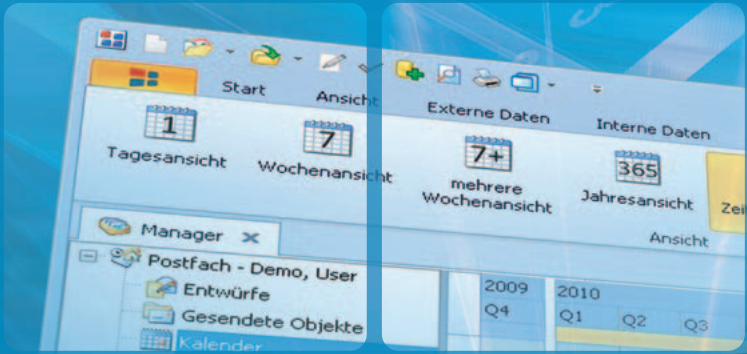 Start Ansicht Externe Daten Interne Daten
1 7 7+ 365
Tagesansicht Wochenansicht mehrere Wochenansicht Jahresansicht
Ansicht
Manager
Postfach - Demo, User
Entwürfe
Gesendete Objekte
Kalender
2009 2010
Q4 Q1 Q2 Q3